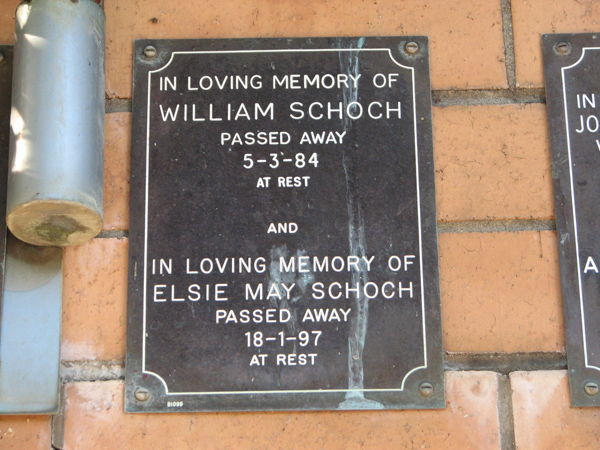 IN LOVING MEMORY OF
WILLIAM SCHOCH
PASSED AWAY
5-3-84
AT REST
AND
IN LOVING MEMORY OF
ELSIE MAY SCHOCH
PASSED AWAY
18-1-97
AT REST